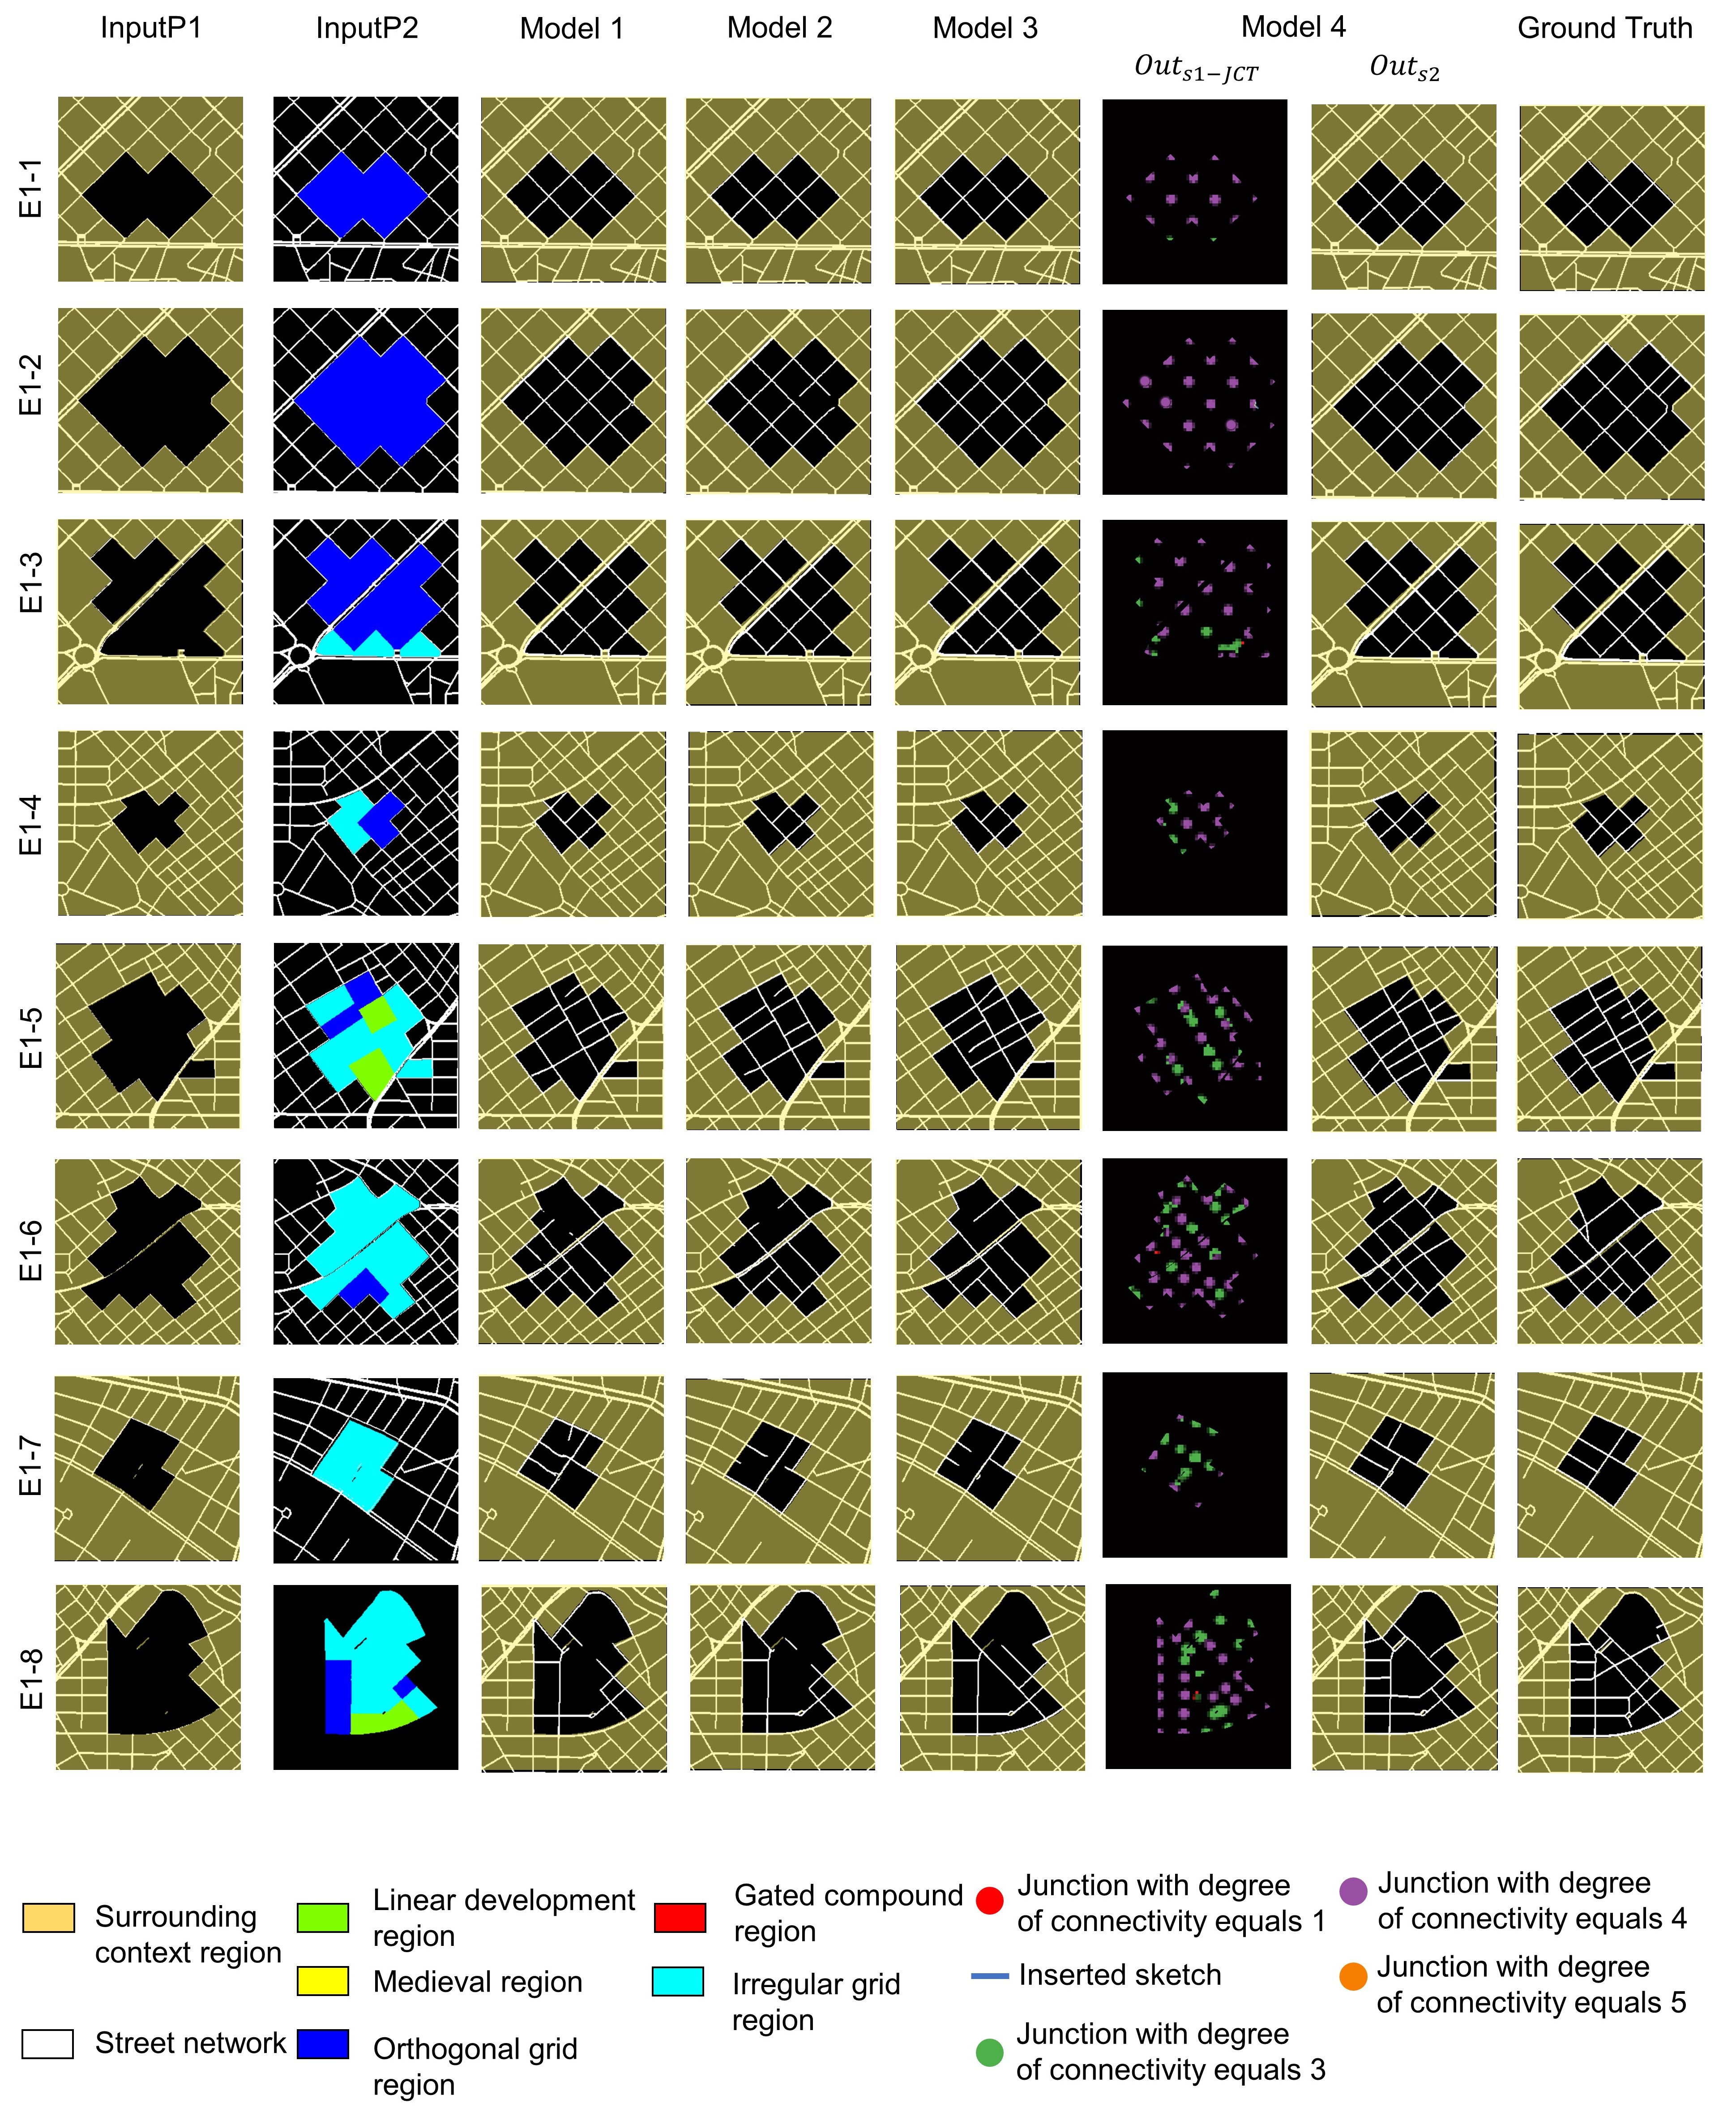 InputP1 InputP2 Model 1 Model 2 Model 3 Model 4 Ground Truth
Out_{s1−JCT} Out_{s2}
E1-1
E1-2
E1-3
E1-4
E1-5
E1-6
E1-7
E1-8
Surrounding
context region
Street network
Linear development
region
Medieval region
Orthogonal grid
region
Gated compound
region
Irregular grid
region
Junction with degree
of connectivity equals 1
Inserted sketch
Junction with degree
of connectivity equals 3
Junction with degree
of connectivity equals 4
Junction with degree
of connectivity equals 5